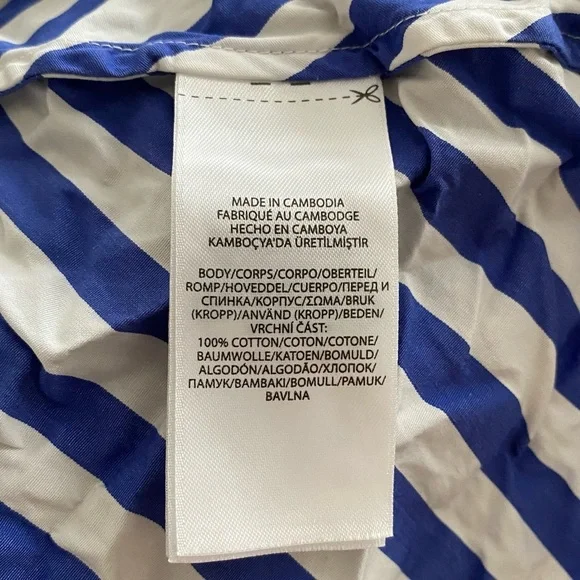 MADE IN CAMBODIA
FABRIQUÉ AU CAMBODGE
HECHO EN CAMBOYA
KAMBOÇYA'DA ÜRETİLMİŞTİR
BODY/CORPS/CORPO/OBERTEIL/
ROMP/HOVEDDEL/CUERPO/ПЕРЕД И
СПИНКА/КОРПУС/ΣΩΜΑ/BRUK
(KROPP)/ANVÄND (KROPP)/BEDEN/
VRCHNÍ ČÁST:
100% COTTON/COTON/COTONE/
BAUMWOLLE/KATOEN/BOMULD/
ALGODÓN/ALGODÃO/ХЛОПОК/
ПАМУК/ΒΑΜΒΑΚΙ/BOMULL/PAMUK/
BAVLNA